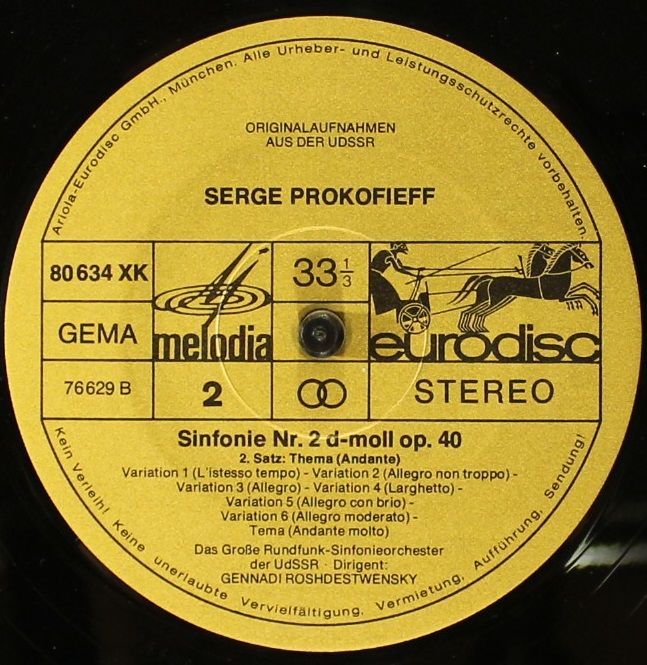 Ariola-Eurodisc GmbH., München. Alle Urheber- und Leistungsschutzrechte vorbehalten.
ORIGINALAUFNAHMEN
AUS DER UDSSR
SERGE PROKOFIEFF
80 634 XK
33 1/3
melodia
eurodisc
GEMA
76629 B
2
STEREO
Sinfonie Nr. 2 d-moll op. 40
2. Satz: Thema (Andante)
Variation 1 (L'istesso tempo) - Variation 2 (Allegro non troppo) -
Variation 3 (Allegro) - Variation 4 (Larghetto) -
Variation 5 (Allegro con brio) -
Variation 6 (Allegro moderato) -
Tema (Andante molto)
Das Große Rundfunk-Sinfonieorchester
der UdSSR · Dirigent:
GENNADI ROSHDESTWENSKY
Kein Verleih! Keine unerlaubte Vervielfältigung, Vermietung, Aufführung, Sendung!